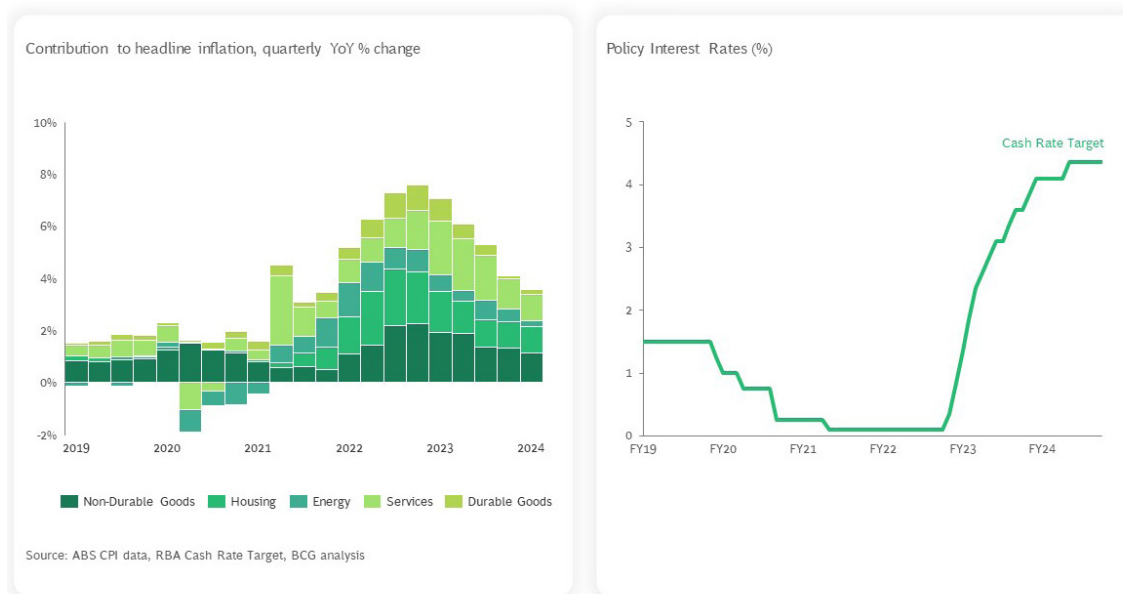 Contribution to headline inflation, quarterly YoY % change
10%
8%
6%
4%
2%
0%
-2%
2019 2020 2021 2022 2023 2024
Non-Durable Goods Housing Energy Services Durable Goods
Source: ABS CPI data, RBA Cash Rate Target, BCG analysis
Policy Interest Rates (%)
5
Cash Rate Target
4
3
2
1
0
FY19 FY20 FY21 FY22 FY23 FY24